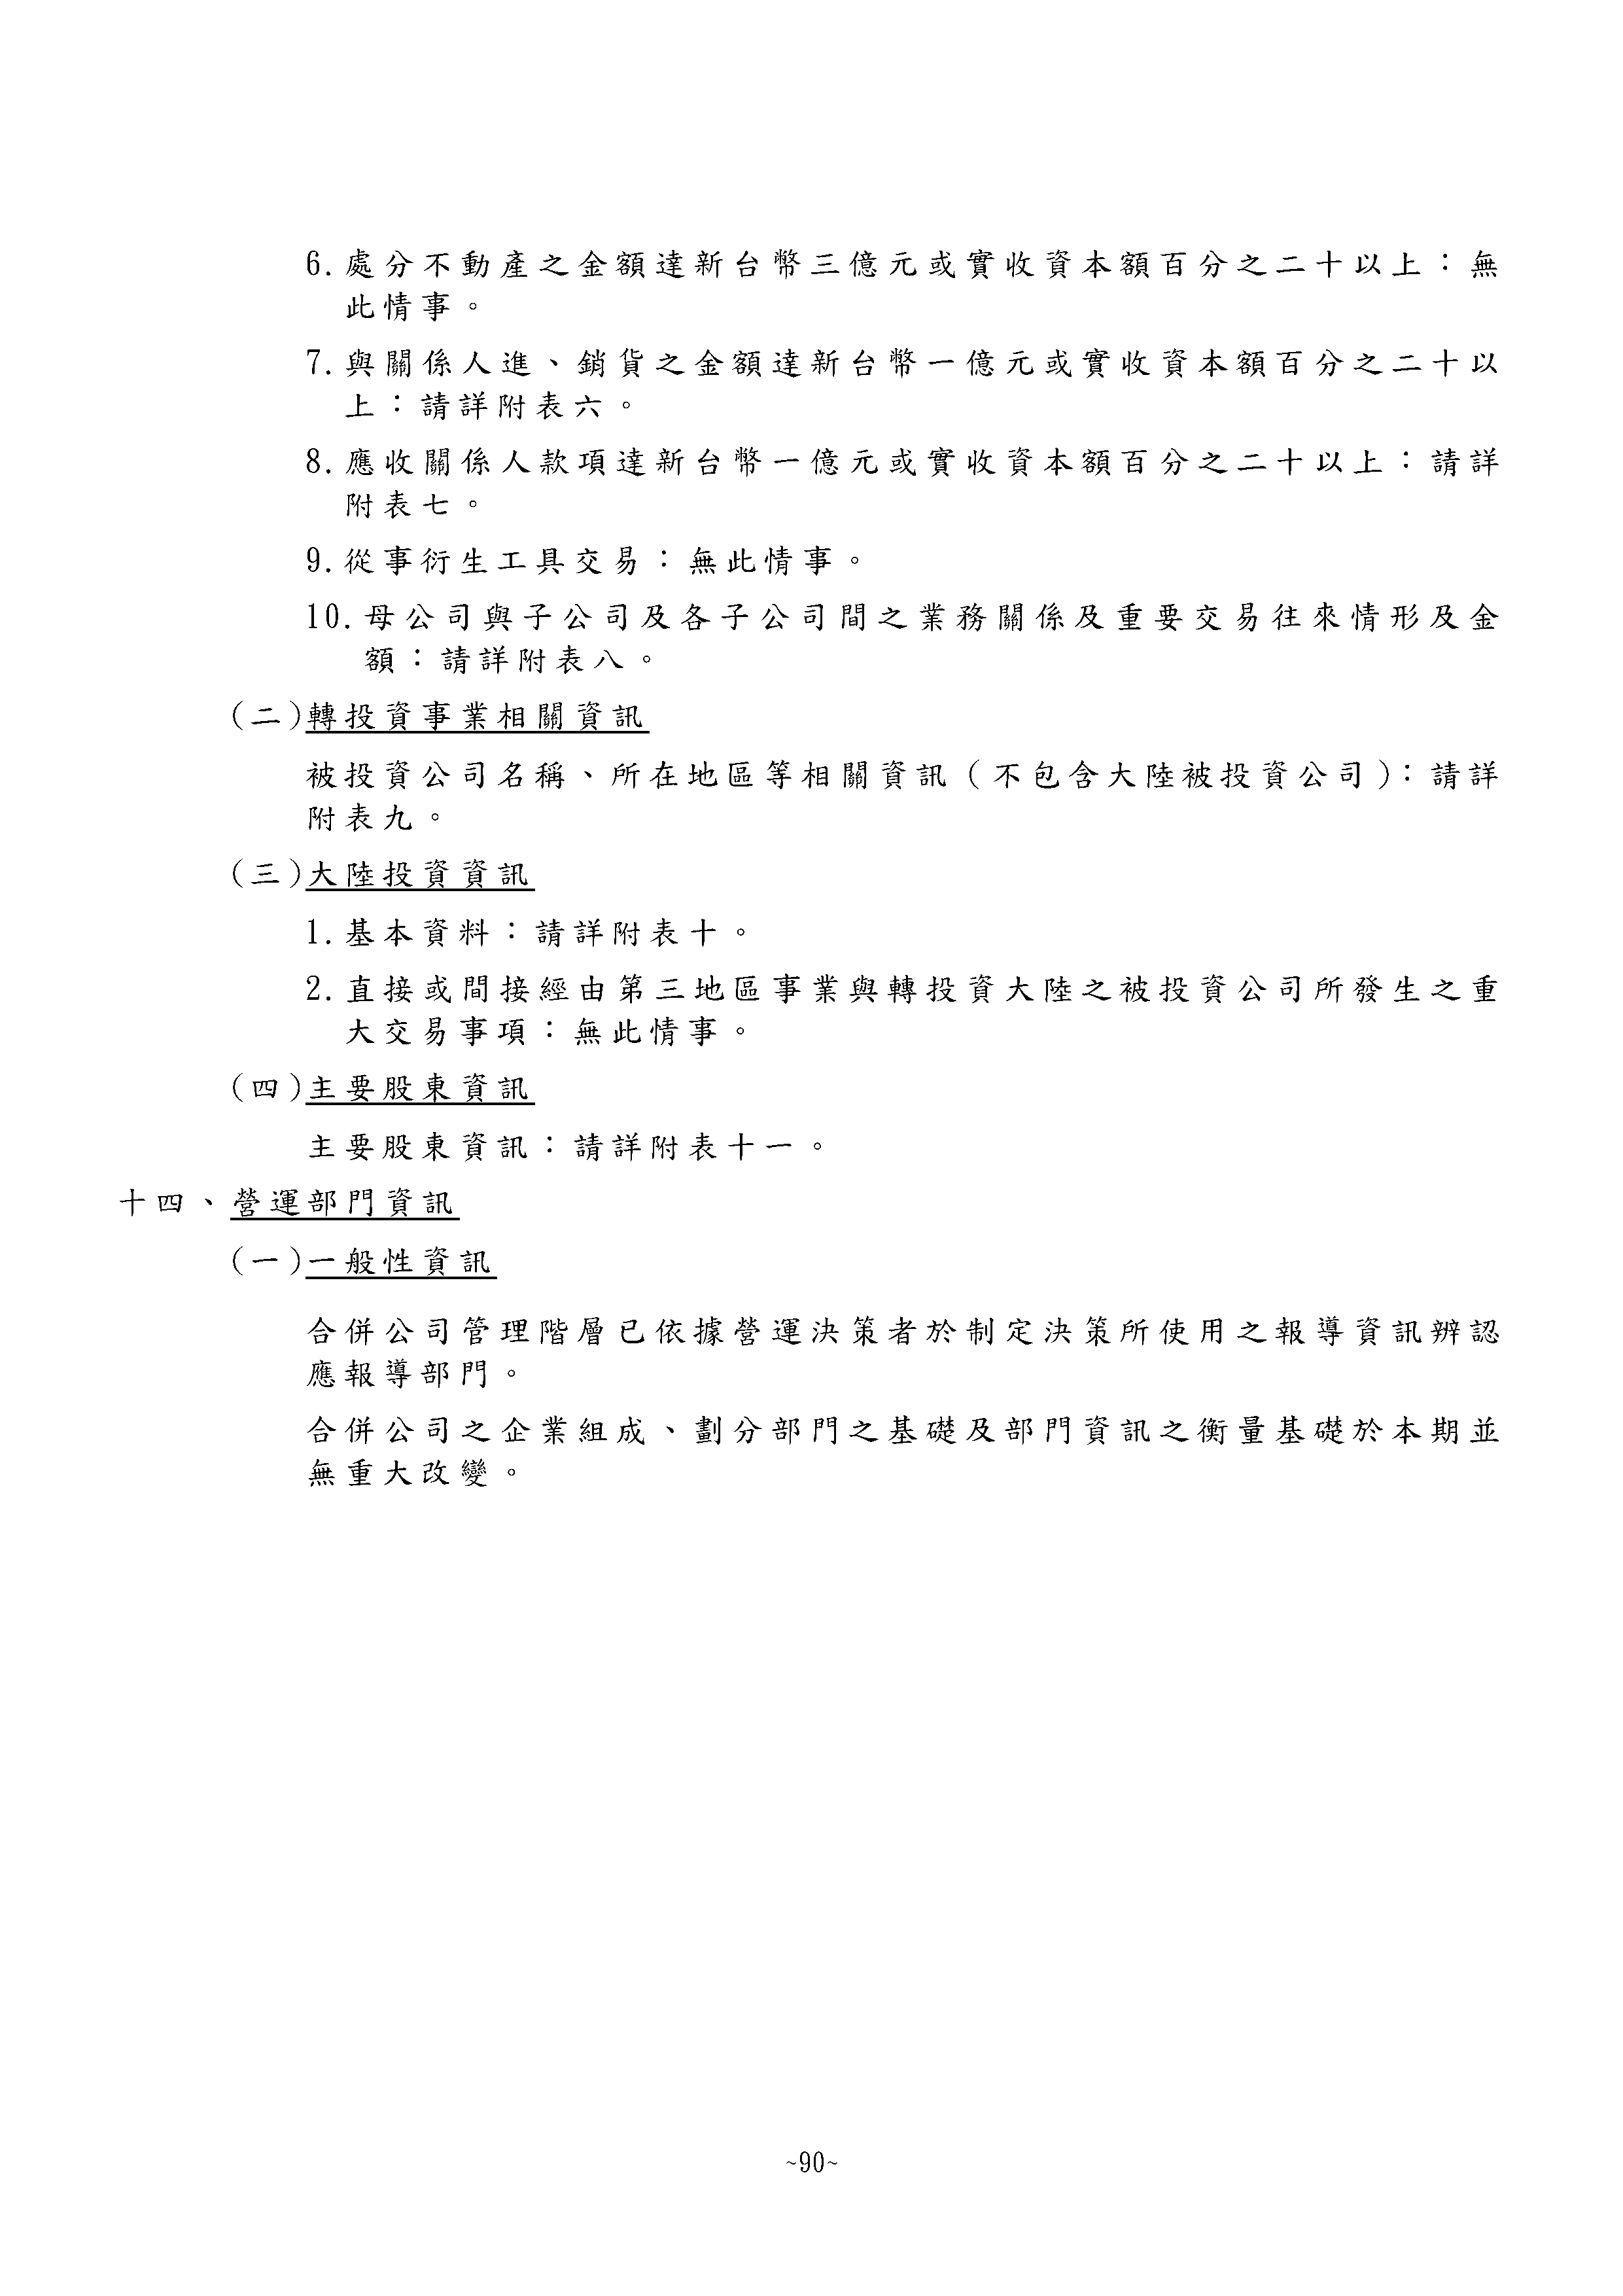 6.處分不動產之金額達新台幣三億元或實收資本額百分之二十以上：無
此情事。
7.與關係人進、銷貨之金額達新台幣一億元或實收資本額百分之二十以
上：請詳附表六。
8.應收關係人款項達新台幣一億元或實收資本額百分之二十以上：請詳
附表七。
9.從事衍生工具交易：無此情事。
10.母公司與子公司及各子公司間之業務關係及重要交易往來情形及金
額：請詳附表八。
(二)轉投資事業相關資訊
被投資公司名稱、所在地區等相關資訊(不包含大陸被投資公司)：請詳
附表九。
(三)大陸投資資訊
1.基本資料：請詳附表十。
2.直接或間接經由第三地區事業與轉投資大陸之被投資公司所發生之重
大交易事項：無此情事。
(四)主要股東資訊
主要股東資訊：請詳附表十一。
十四、營運部門資訊
(一)一般性資訊
合併公司管理階層已依據營運決策者於制定決策所使用之報導資訊辨認
應報導部門。
合併公司之企業組成、劃分部門之基礎及部門資訊之衡量基礎於本期並
無重大改變。
~90~